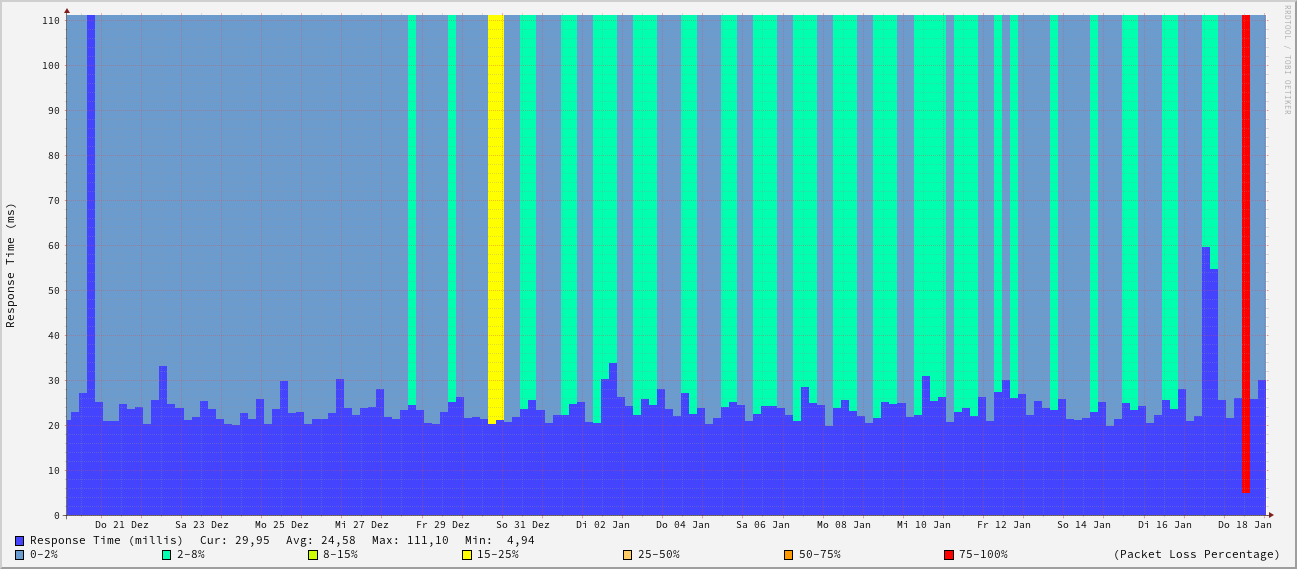 RRDTOOL / TOBI OETIKER
Response Time (ms)
110
100
90
80
70
60
50
40
30
20
10
0
Do 21 Dez Sa 23 Dez Mo 25 Dez Mi 27 Dez Fr 29 Dez So 31 Dez Di 02 Jan Do 04 Jan Sa 06 Jan Mo 08 Jan Mi 10 Jan Fr 12 Jan So 14 Jan Di 16 Jan Do 18 Jan
Response Time (millis) Cur: 29,95 Avg: 24,58 Max: 111,10 Min: 4,94
0-2% 2-8% 8-15% 15-25% 25-50% 50-75% 75-100% (Packet Loss Percentage)